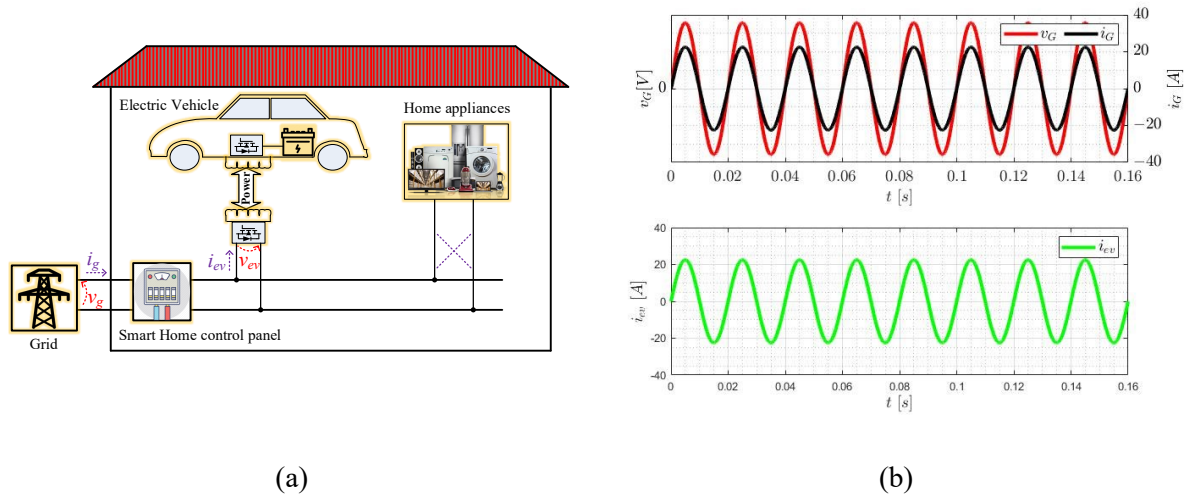 Electric Vehicle
Home appliances
Power
i_ev
v_ev
i_g
v_g
Grid
Smart Home control panel
(a)
v_G
i_G
v_G[V]
0
40
20
0
−20
−40
i_G [A]
0 0.02 0.04 0.06 0.08 0.1 0.12 0.14 0.16
t [s]
i_ev
40
20
0
-20
-40
i_ev [A]
0 0.02 0.04 0.06 0.08 0.1 0.12 0.14 0.16
t [s]
(b)